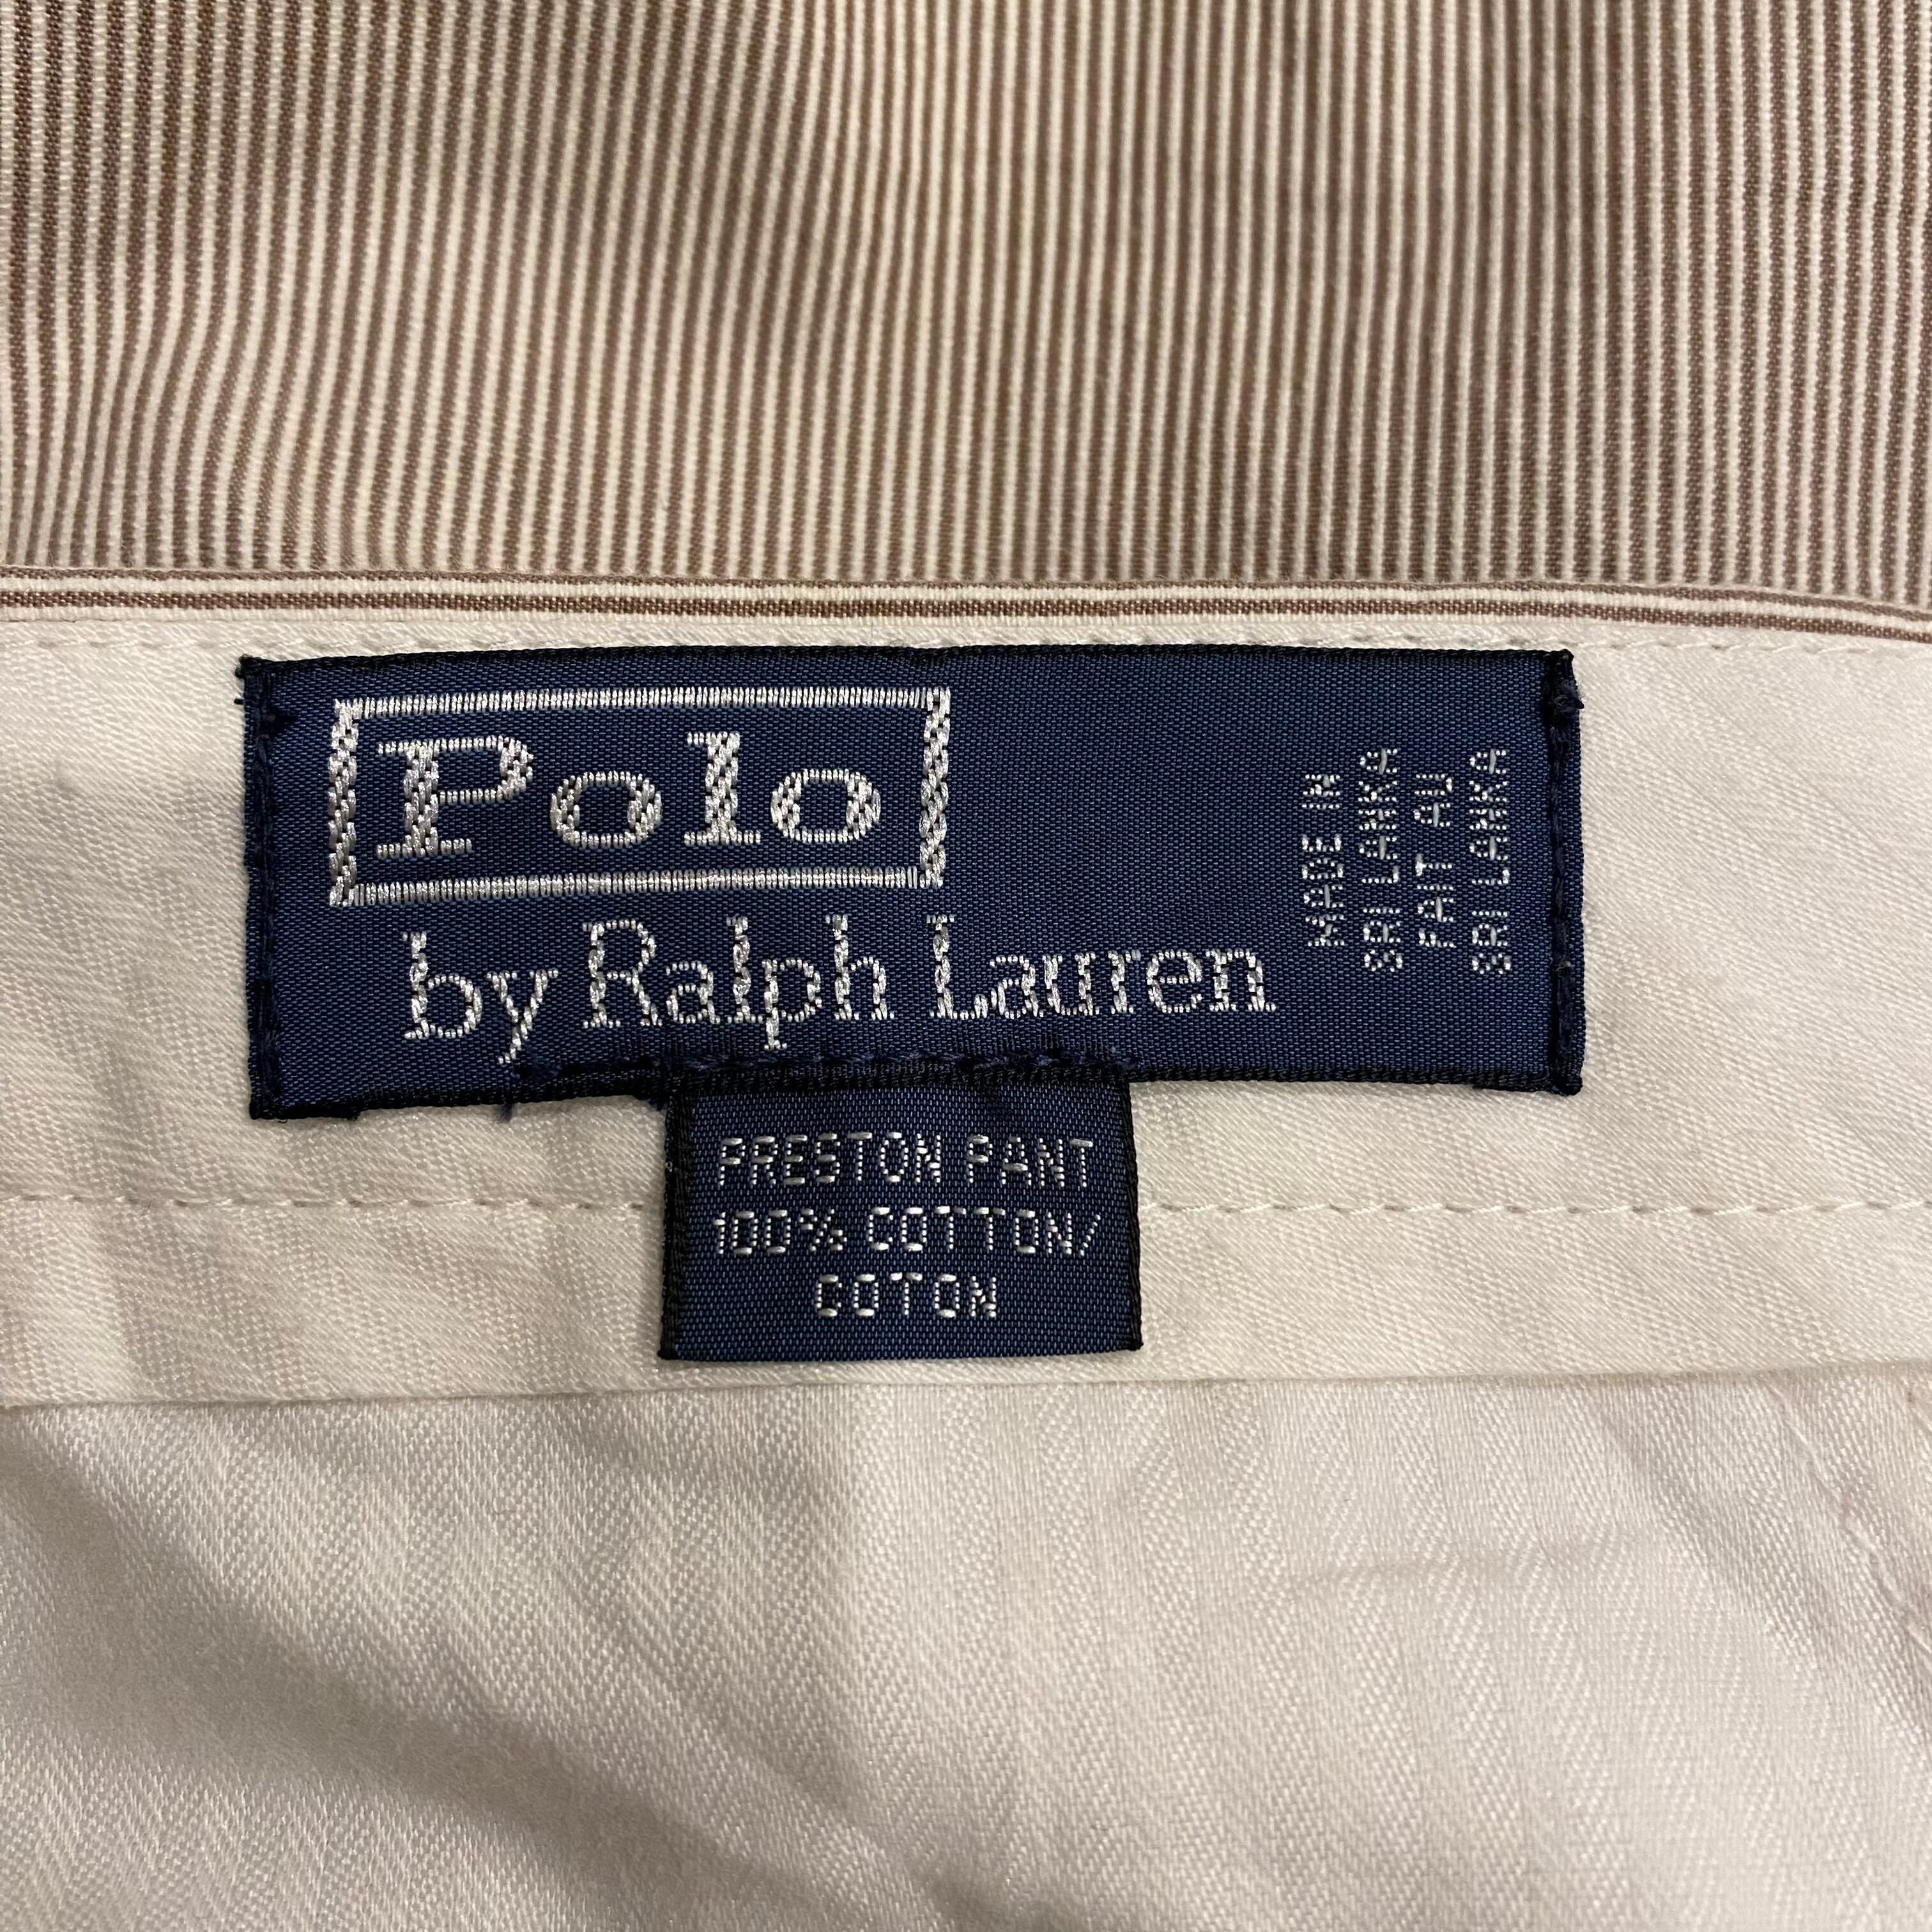 Polo
by Ralph Lauren
MADE IN
SRI LANKA
FAIT AU
SRI LANKA
PRESTON PANT
100% COTTON/
COTON